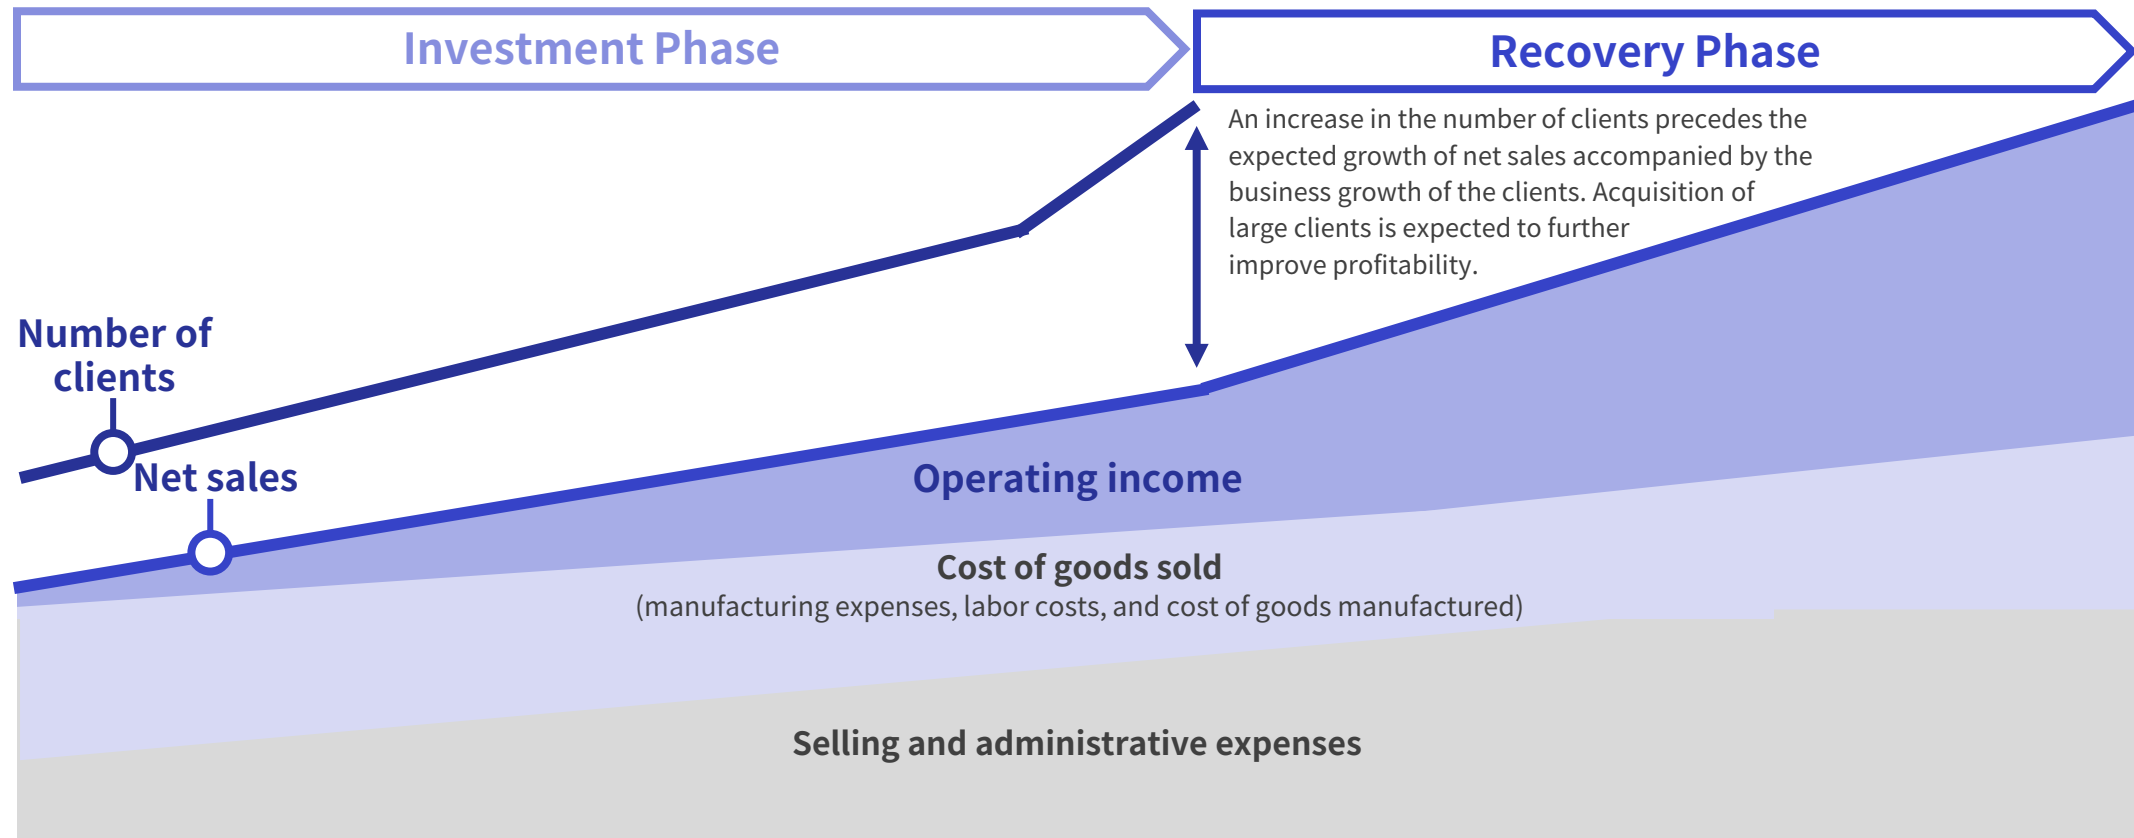 Investment Phase
Recovery Phase
An increase in the number of clients precedes the
expected growth of net sales accompanied by the
business growth of the clients. Acquisition of
large clients is expected to further
improve profitability.
Number of
clients
Net sales
Operating income
Cost of goods sold
(manufacturing expenses, labor costs, and cost of goods manufactured)
Selling and administrative expenses